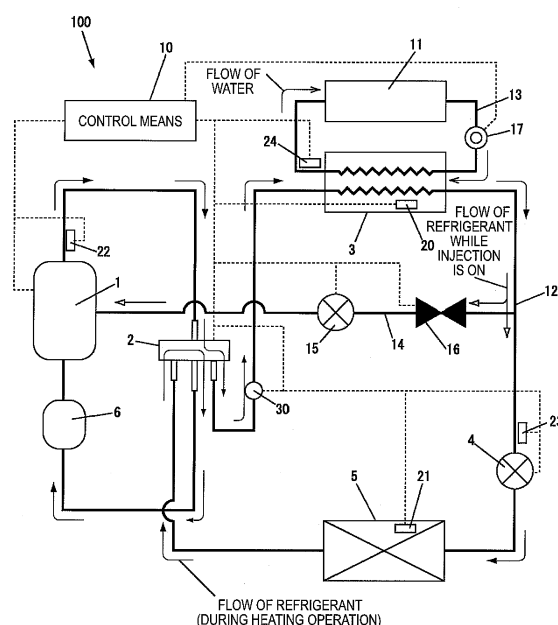 100
10
11
FLOW OF
WATER
13
CONTROL MEANS
17
24
20
3
FLOW OF
REFRIGERANT
WHILE
INJECTION
IS ON
22
1
12
2
15
14
16
6
30
23
4
5
21
FLOW OF REFRIGERANT
(DURING HEATING OPERATION)